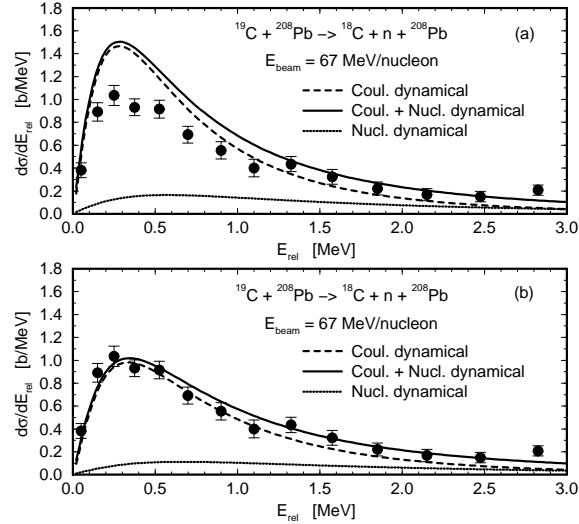 ¹⁹C + ²⁰⁸Pb –> ¹⁸C + n + ²⁰⁸Pb (a)
E_beam = 67 MeV/nucleon
Coul. dynamical
Coul. + Nucl. dynamical
Nucl. dynamical
dσ/dE_rel [b/MeV]
1.8
1.6
1.4
1.2
1.0
0.8
0.6
0.4
0.2
0.0
0.0 0.5 1.0 1.5 2.0 2.5 3.0
E_rel [MeV]
¹⁹C + ²⁰⁸Pb –> ¹⁸C + n + ²⁰⁸Pb (b)
E_beam = 67 MeV/nucleon
Coul. dynamical
Coul. + Nucl. dynamical
Nucl. dynamical
dσ/dE_rel [b/MeV]
1.8
1.6
1.4
1.2
1.0
0.8
0.6
0.4
0.2
0.0
0.0 0.5 1.0 1.5 2.0 2.5 3.0
E_rel [MeV]